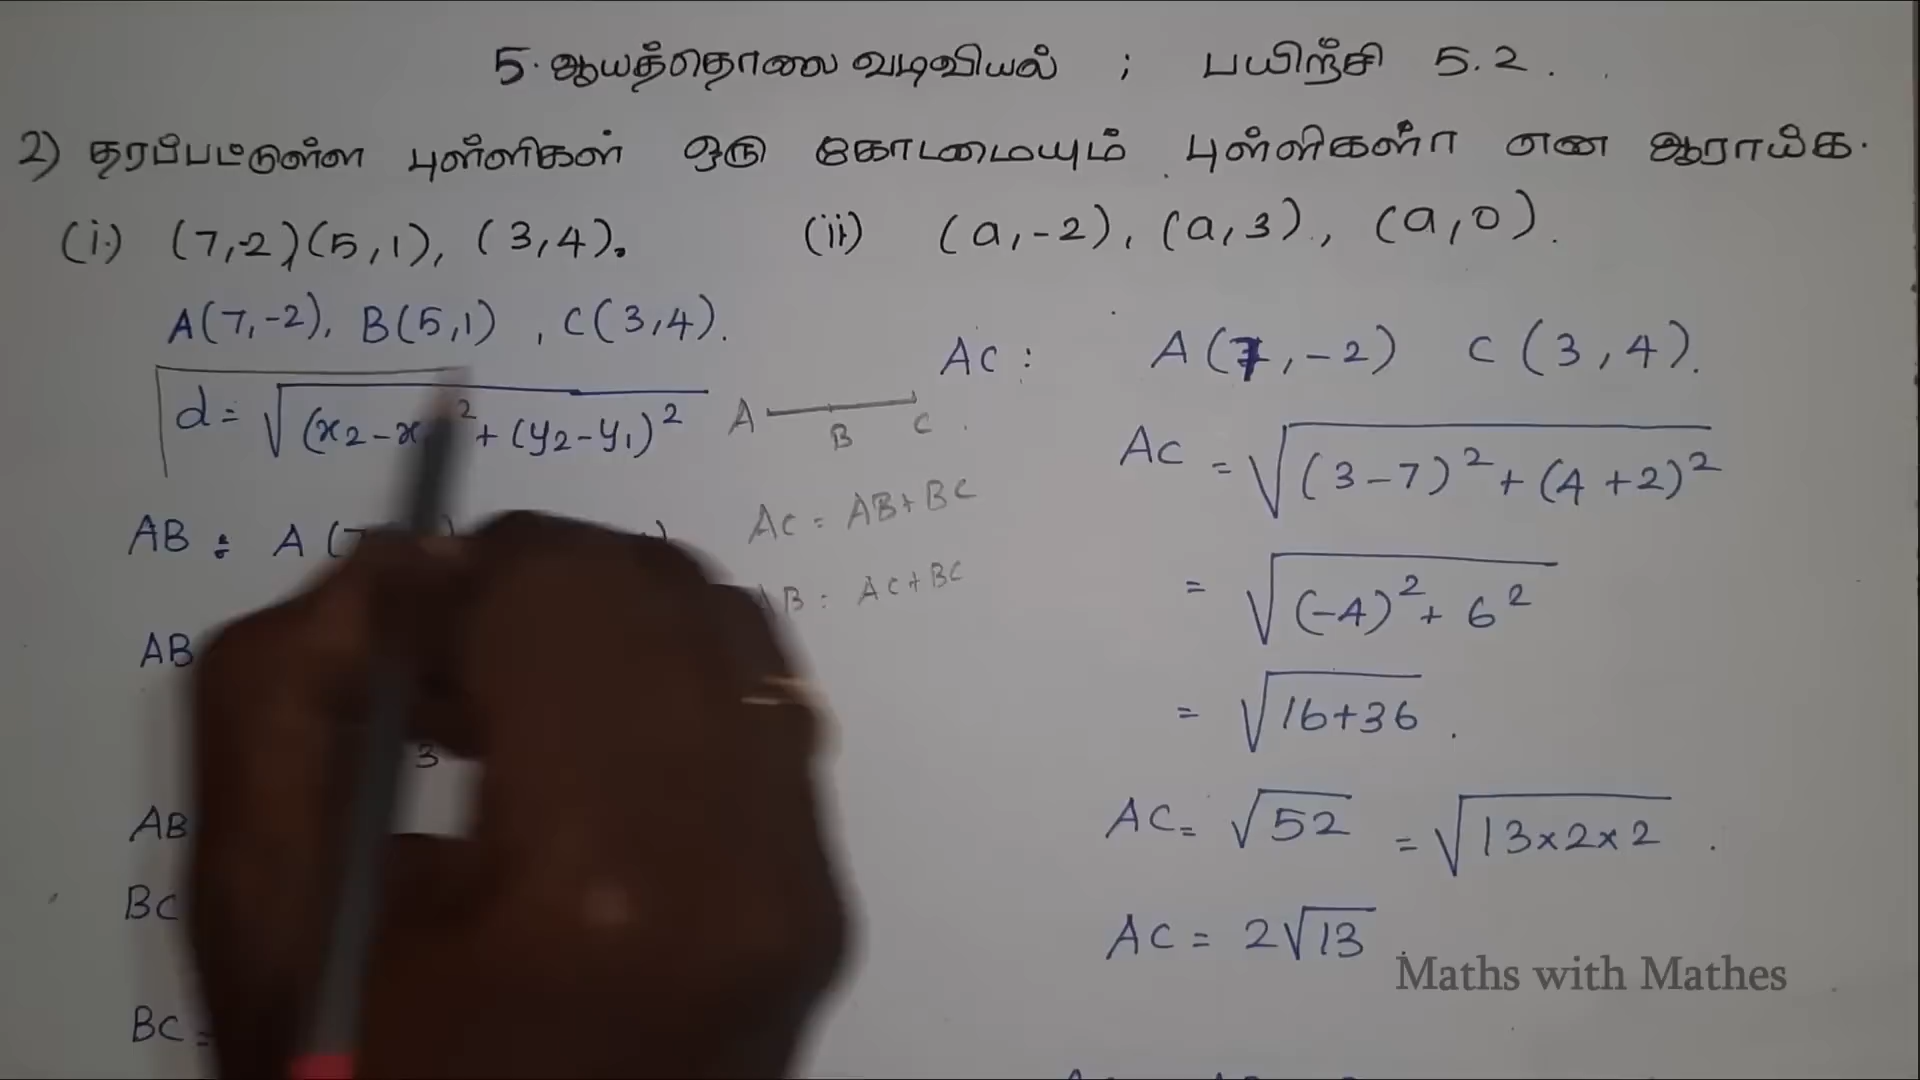 5. ஆயத்தொலை வடிவியல் ; பயிற்சி 5.2.
2) தரப்பட்டுள்ள புள்ளிகள் ஒரு கோடமையும் புள்ளிகளா என ஆராய்க.
(i) (7,-2)(5,1), (3,4). (ii) (a,-2), (a,3), (a,0).
A(7,-2), B(5,1), C(3,4).
d = √(x₂-x +(y₂-y₁)²
A B C
AC = AB+BC
AB = AC+BC
AB : A (7
AB
3
AB
BC
BC =
AC : A(7,-2) C(3,4).
AC = √(3-7)²+(4+2)²
= √(-4)²+6²
= √16+36.
AC = √52 = √13×2×2.
AC = 2√13
Maths with Mathes